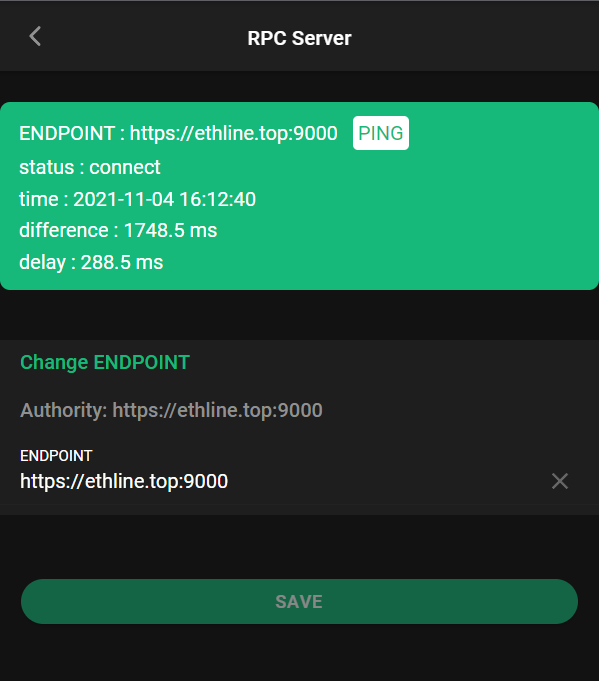 RPC Server
ENDPOINT : https://ethline.top:9000 PING
status : connect
time : 2021-11-04 16:12:40
difference : 1748.5 ms
delay : 288.5 ms
Change ENDPOINT
Authority: https://ethline.top:9000
ENDPOINT
https://ethline.top:9000
SAVE